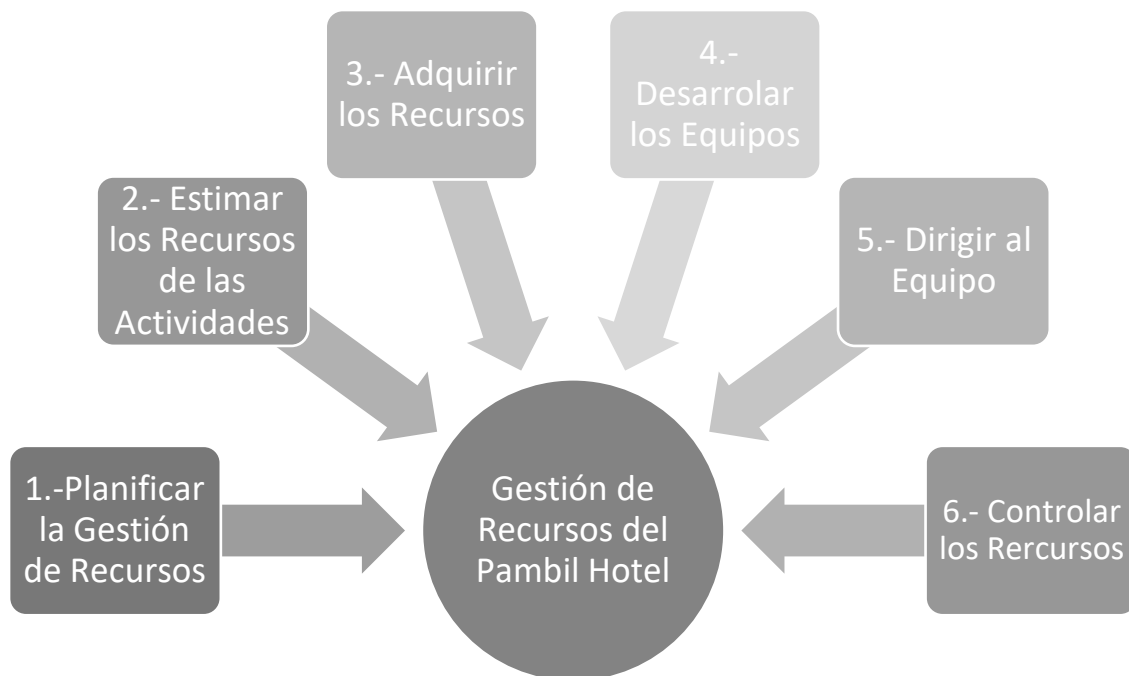 1.-Planificar
la Gestión
de Recursos
2.- Estimar
los Recursos
de las
Actividades
3.- Adquirir
los Recursos
4.-
Desarrolar
los Equipos
5.- Dirigir al
Equipo
6.- Controlar
los Rercursos
Gestión de
Recursos del
Pambil Hotel